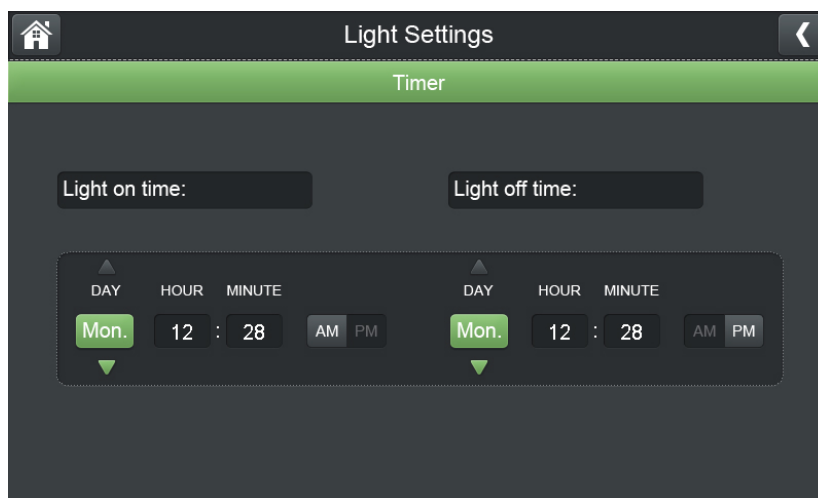 Light Settings
Timer
Light on time: Light off time:
DAY HOUR MINUTE DAY HOUR MINUTE
Mon. 12 : 28 AM PM Mon. 12 : 28 AM PM